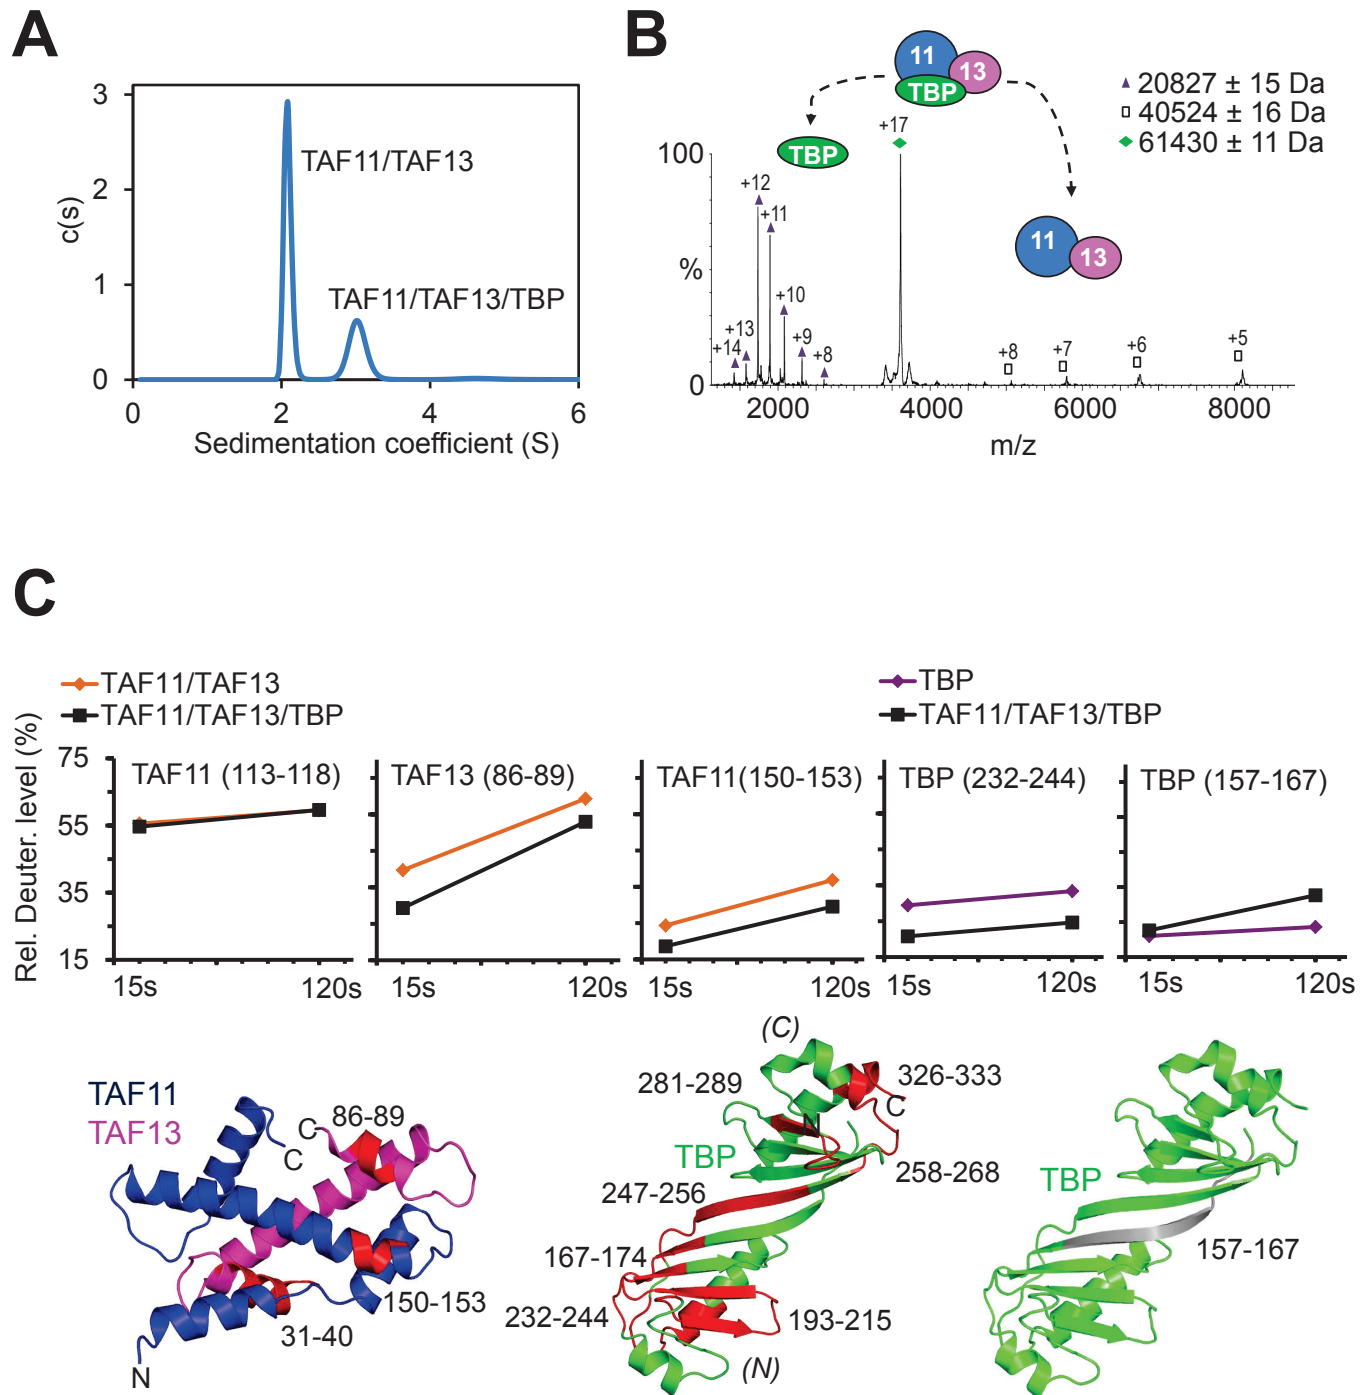 A
3
2
1
0
c(s)
TAF11/TAF13
TAF11/TAF13/TBP
0
2
4
6
Sedimentation coefficient (S)
B
11
13
TBP
TBP
11
13
20827 ± 15 Da
40524 ± 16 Da
61430 ± 11 Da
100
%
0
+14
+13
+12
+11
+10
+9
+8
+17
+8
+7
+6
+5
2000
4000
6000
8000
m/z
C
TAF11/TAF13
TAF11/TAF13/TBP
TBP
TAF11/TAF13/TBP
Rel. Deuter. level (%)
75
55
35
15
TAF11 (113-118)
TAF13 (86-89)
TAF11(150-153)
TBP (232-244)
TBP (157-167)
15s
120s
15s
120s
15s
120s
15s
120s
15s
120s
TAF11
TAF13
C
C
86-89
150-153
31-40
N
(C)
281-289
326-333
N
C
TBP
258-268
247-256
167-174
232-244
193-215
(N)
TBP
157-167